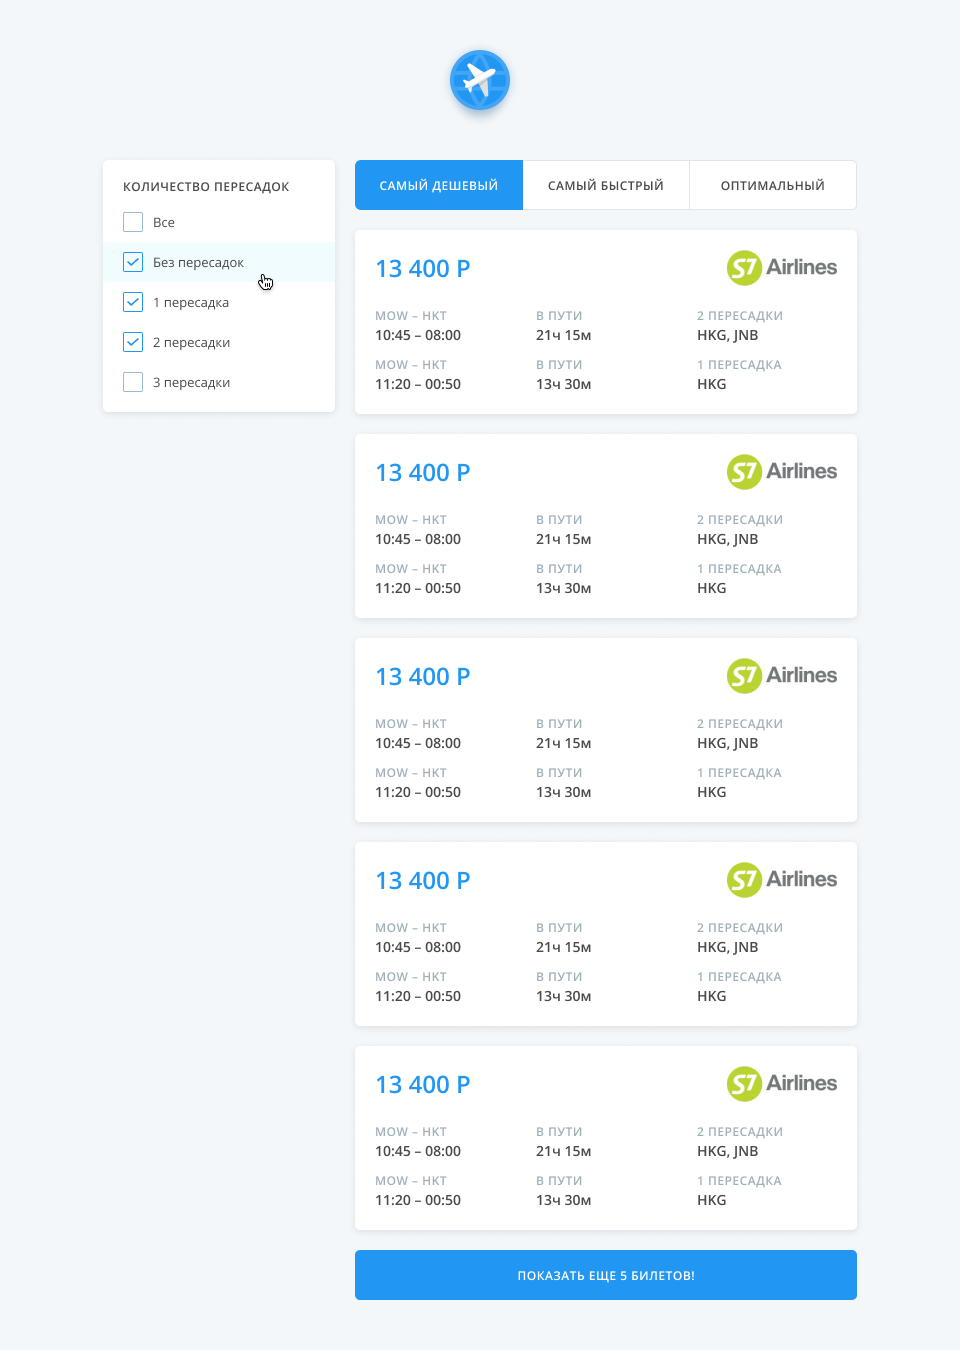 КОЛИЧЕСТВО ПЕРЕСАДОК
Все
Без пересадок
1 пересадка
2 пересадки
3 пересадки
САМЫЙ ДЕШЕВЫЙ САМЫЙ БЫСТРЫЙ ОПТИМАЛЬНЫЙ
13 400 Р S7 Airlines
MOW – HKT В ПУТИ 2 ПЕРЕСАДКИ
10:45 – 08:00 21ч 15м HKG, JNB
MOW – HKT В ПУТИ 1 ПЕРЕСАДКА
11:20 – 00:50 13ч 30м HKG
13 400 Р S7 Airlines
MOW – HKT В ПУТИ 2 ПЕРЕСАДКИ
10:45 – 08:00 21ч 15м HKG, JNB
MOW – HKT В ПУТИ 1 ПЕРЕСАДКА
11:20 – 00:50 13ч 30м HKG
13 400 Р S7 Airlines
MOW – HKT В ПУТИ 2 ПЕРЕСАДКИ
10:45 – 08:00 21ч 15м HKG, JNB
MOW – HKT В ПУТИ 1 ПЕРЕСАДКА
11:20 – 00:50 13ч 30м HKG
13 400 Р S7 Airlines
MOW – HKT В ПУТИ 2 ПЕРЕСАДКИ
10:45 – 08:00 21ч 15м HKG, JNB
MOW – HKT В ПУТИ 1 ПЕРЕСАДКА
11:20 – 00:50 13ч 30м HKG
13 400 Р S7 Airlines
MOW – HKT В ПУТИ 2 ПЕРЕСАДКИ
10:45 – 08:00 21ч 15м HKG, JNB
MOW – HKT В ПУТИ 1 ПЕРЕСАДКА
11:20 – 00:50 13ч 30м HKG
ПОКАЗАТЬ ЕЩЕ 5 БИЛЕТОВ!